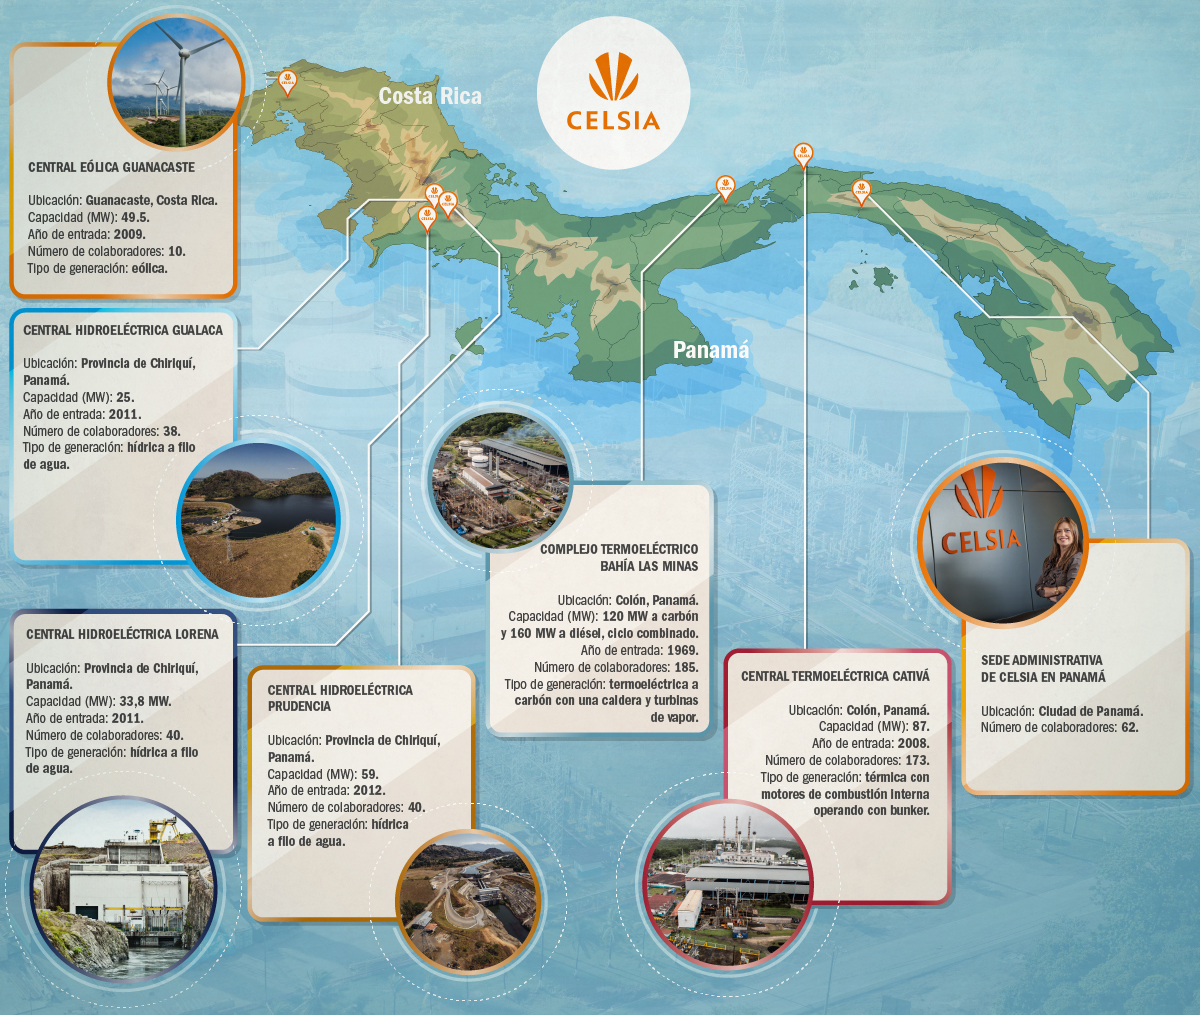 Costa Rica
CELSIA
Panamá
CENTRAL EÓLICA GUANACASTE
Ubicación: Guanacaste, Costa Rica.
Capacidad (MW): 49.5.
Año de entrada: 2009.
Número de colaboradores: 10.
Tipo de generación: eólica.
CENTRAL HIDROELÉCTRICA GUALACA
Ubicación: Provincia de Chiriquí,
Panamá.
Capacidad (MW): 25.
Año de entrada: 2011.
Número de colaboradores: 38.
Tipo de generación: hídrica a filo
de agua.
CENTRAL HIDROELÉCTRICA LORENA
Ubicación: Provincia de Chiriquí,
Panamá.
Capacidad (MW): 33,8 MW.
Año de entrada: 2011.
Número de colaboradores: 40.
Tipo de generación: hídrica a filo
de agua.
CENTRAL HIDROELÉCTRICA
PRUDENCIA
Ubicación: Provincia de Chiriquí,
Panamá.
Capacidad (MW): 59.
Año de entrada: 2012.
Número de colaboradores: 40.
Tipo de generación: hídrica
a filo de agua.
COMPLEJO TERMOELÉCTRICO
BAHÍA LAS MINAS
Ubicación: Colón, Panamá.
Capacidad (MW): 120 MW a carbón
y 160 MW a diésel, ciclo combinado.
Año de entrada: 1969.
Número de colaboradores: 185.
Tipo de generación: termoeléctrica a
carbón con una caldera y turbinas
de vapor.
CENTRAL TERMOELÉCTRICA CATIVÁ
Ubicación: Colón, Panamá.
Capacidad (MW): 87.
Año de entrada: 2008.
Número de colaboradores: 173.
Tipo de generación: térmica con
motores de combustión interna
operando con bunker.
CELSIA
SEDE ADMINISTRATIVA
DE CELSIA EN PANAMÁ
Ubicación: Ciudad de Panamá.
Número de colaboradores: 62.